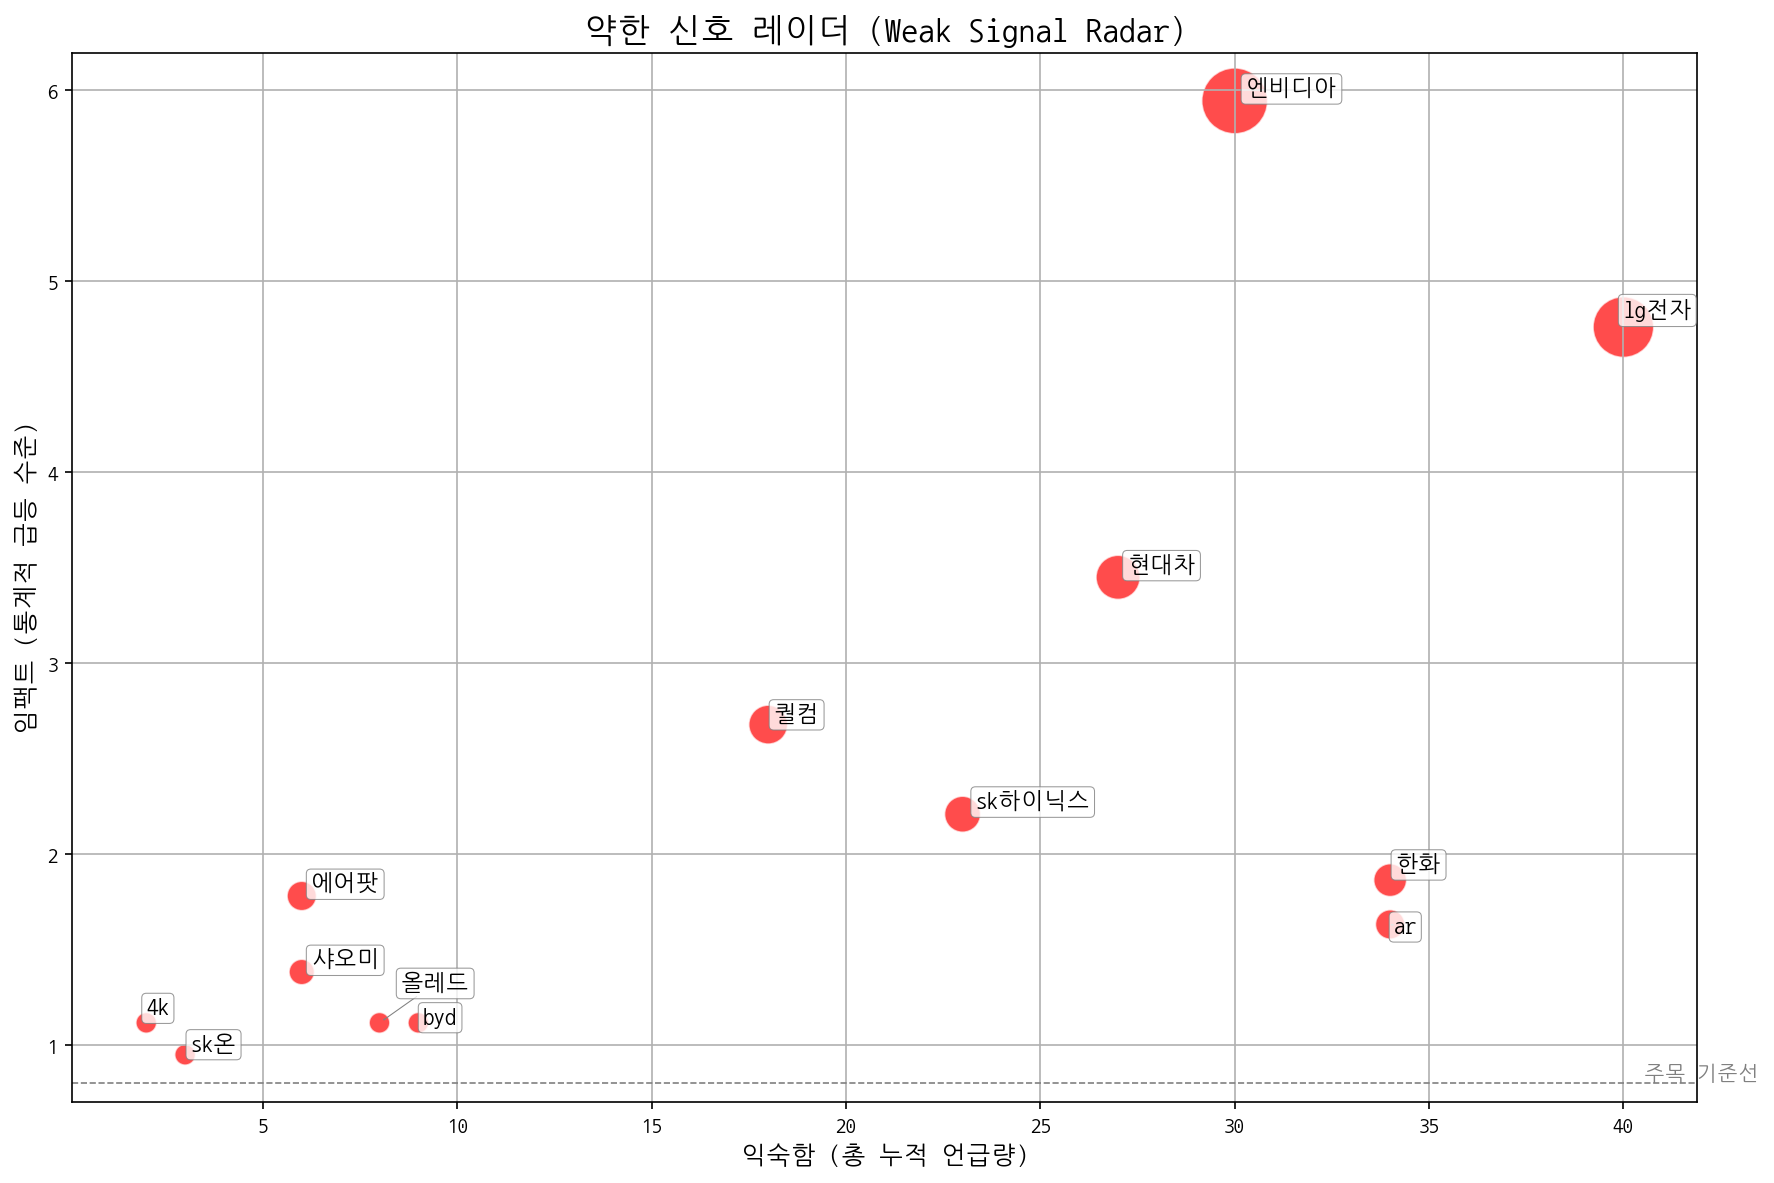 약한 신호 레이더 (Weak Signal Radar)
6
엔비디아
5
lg전자
임팩트 (통계적 급등 수준)
4
현대차
3
퀄컴
sk하이닉스
2
한화
에어팟
ar
샤오미
올레드
4k
byd
sk온
1
주목 기준선
5 10 15 20 25 30 35 40
익숙함 (총 누적 언급량)